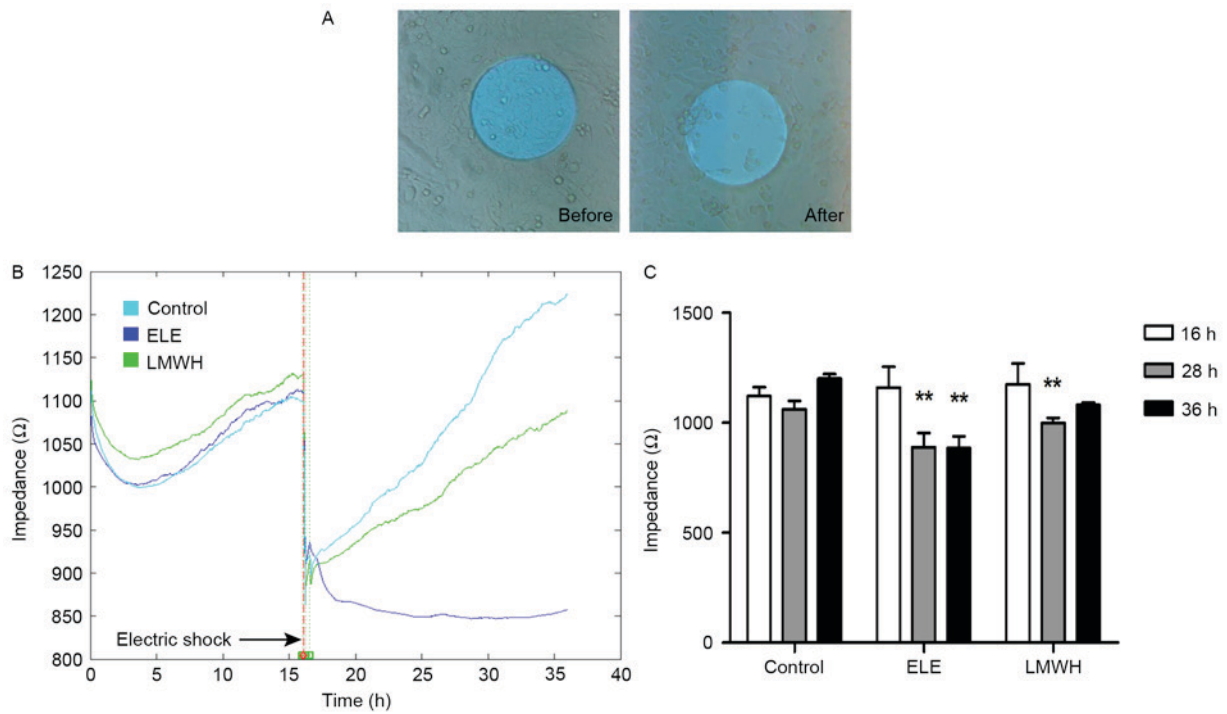 A
Before
After
B
1250
1200
1150
1100
1050
1000
950
900
850
800
Impedance (Ω)
Control
ELE
LMWH
Electric shock
0
5
10
15
20
25
30
35
40
Time (h)
C
1500
1000
500
0
Impedance (Ω)
** **
**
16 h
28 h
36 h
Control
ELE
LMWH